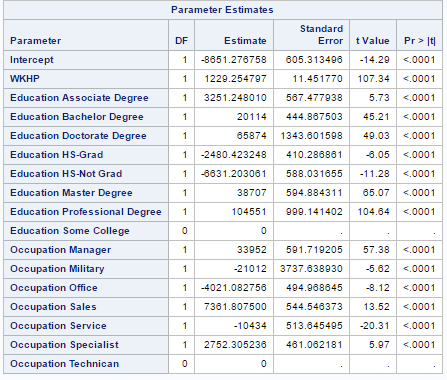 Parameter Estimates
Parameter DF Estimate Standard Error t Value Pr > |t|
Intercept 1 -8651.276758 605.313496 -14.29 <.0001
WKHP 1 1229.254797 11.451770 107.34 <.0001
Education Associate Degree 1 3251.248010 567.477938 5.73 <.0001
Education Bachelor Degree 1 20114 444.867503 45.21 <.0001
Education Doctorate Degree 1 65874 1343.601598 49.03 <.0001
Education HS-Grad 1 -2480.423248 410.286861 -6.05 <.0001
Education HS-Not Grad 1 -6631.203061 588.031655 -11.28 <.0001
Education Master Degree 1 38707 594.884311 65.07 <.0001
Education Professional Degree 1 104551 999.141402 104.64 <.0001
Education Some College 0 0 . . .
Occupation Manager 1 33952 591.719205 57.38 <.0001
Occupation Military 1 -21012 3737.638930 -5.62 <.0001
Occupation Office 1 -4021.082756 494.968645 -8.12 <.0001
Occupation Sales 1 7361.807500 544.546373 13.52 <.0001
Occupation Service 1 -10434 513.645495 -20.31 <.0001
Occupation Specialist 1 2752.305236 461.062181 5.97 <.0001
Occupation Technican 0 0 . . .